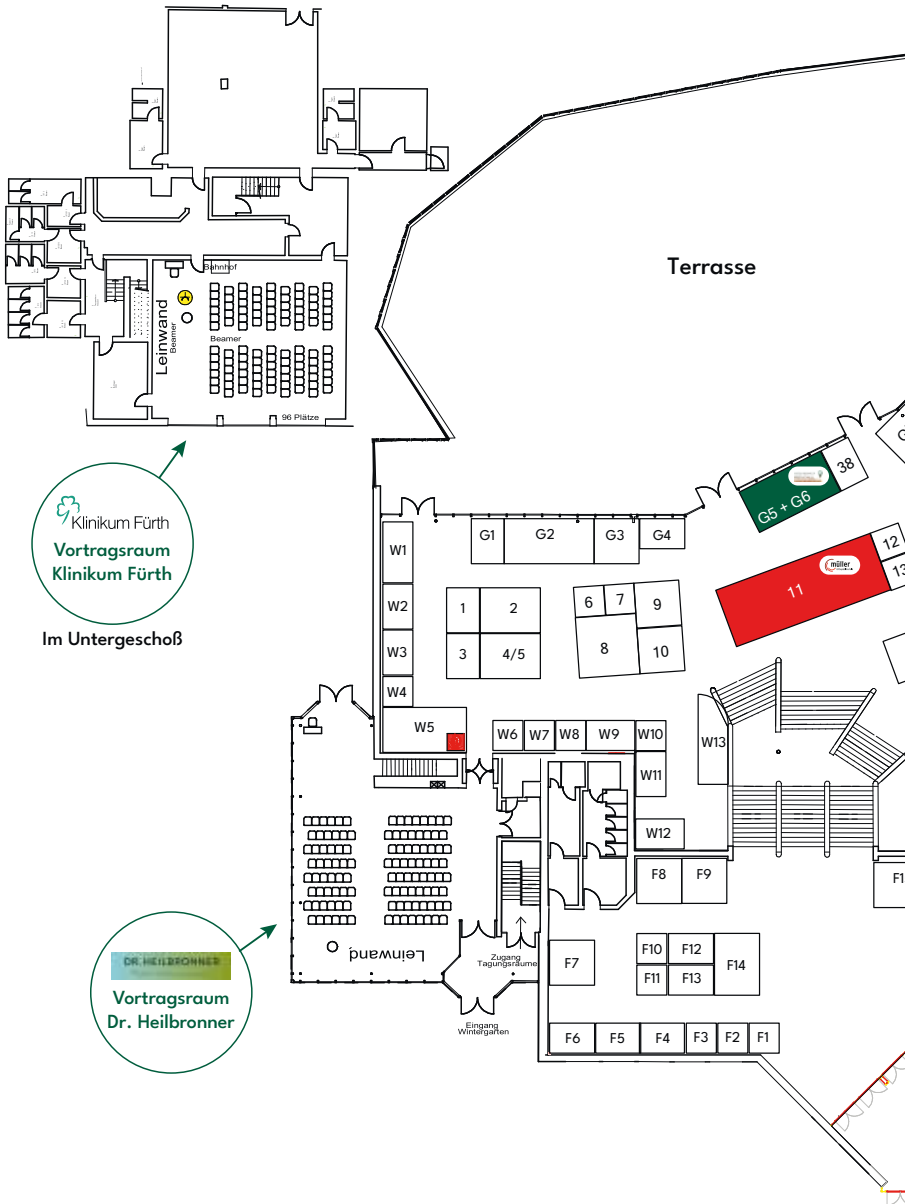 Bahnhof
Leinwand
Beamer
Beamer
96 Plätze
Terrasse
Klinikum Fürth
Vortragsraum
Klinikum Fürth
Im Untergeschoß
38
G5 + G6
G1
G2
G3
G4
W1
W2
W3
W4
W5
1
2
3
4/5
6
7
8
9
10
11
müller
12
13
W6
W7
W8
W9
W10
W11
W12
W13
F8
F9
F7
F10
F11
F12
F13
F14
F6
F5
F4
F3
F2
F1
Leinwand
Zugang
Tagungsräume
Eingang
Wintergarten
DR. HEILBRONNER
Vortragsraum
Dr. Heilbronner